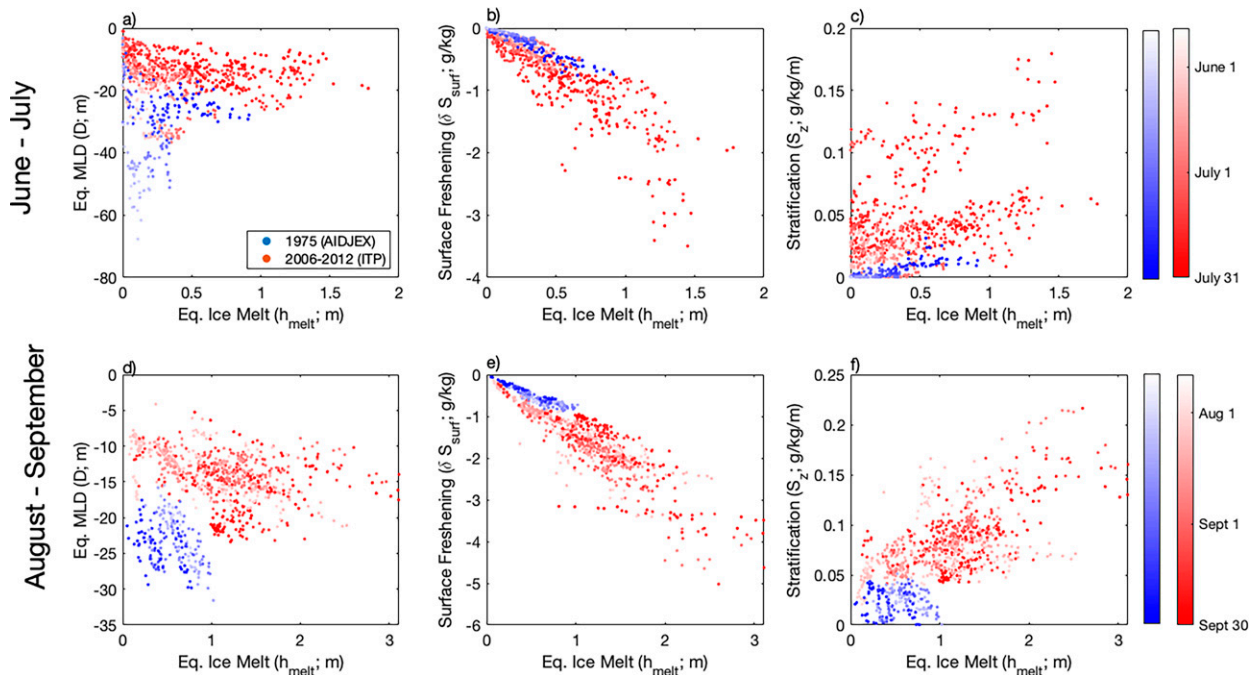 June - July
a)
Eq. MLD (D; m)
0
-20
-40
-60
-80
0
0.5
1
1.5
2
Eq. Ice Melt (h_melt; m)
1975 (AIDJEX)
2006-2012 (ITP)
b)
Surface Freshening (δ S_surf; g/kg)
0
-1
-2
-3
-4
0
0.5
1
1.5
2
Eq. Ice Melt (h_melt; m)
c)
Stratification (S_z; g/kg/m)
0.2
0.15
0.1
0.05
0
0
0.5
1
1.5
2
Eq. Ice Melt (h_melt; m)
June 1
July 1
July 31
August - September
d)
Eq. MLD (D; m)
0
-5
-10
-15
-20
-25
-30
-35
0
1
2
3
Eq. Ice Melt (h_melt; m)
e)
Surface Freshening (δ S_surf; g/kg)
0
-1
-2
-3
-4
-5
-6
0
1
2
3
Eq. Ice Melt (h_melt; m)
f)
Stratification (S_z; g/kg/m)
0.25
0.2
0.15
0.1
0.05
0
0
1
2
3
Eq. Ice Melt (h_melt; m)
Aug 1
Sept 1
Sept 30